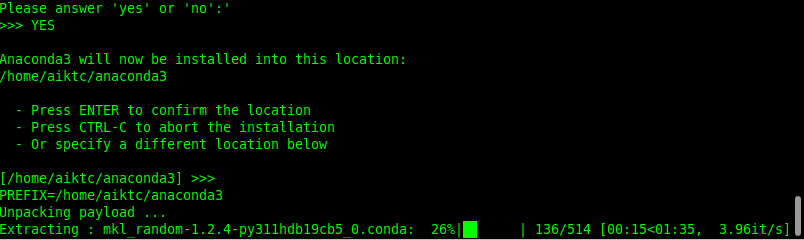 Please answer 'yes' or 'no':'
>>> YES
Anaconda3 will now be installed into this location:
/home/aiktc/anaconda3
- Press ENTER to confirm the location
- Press CTRL-C to abort the installation
- Or specify a different location below
[/home/aiktc/anaconda3] >>>
PREFIX=/home/aiktc/anaconda3
Unpacking payload ...
Extracting : mkl_random-1.2.4-py311hdb19cb5_0.conda:  26%|██      | 136/514 [00:15<01:35,  3.96it/s]